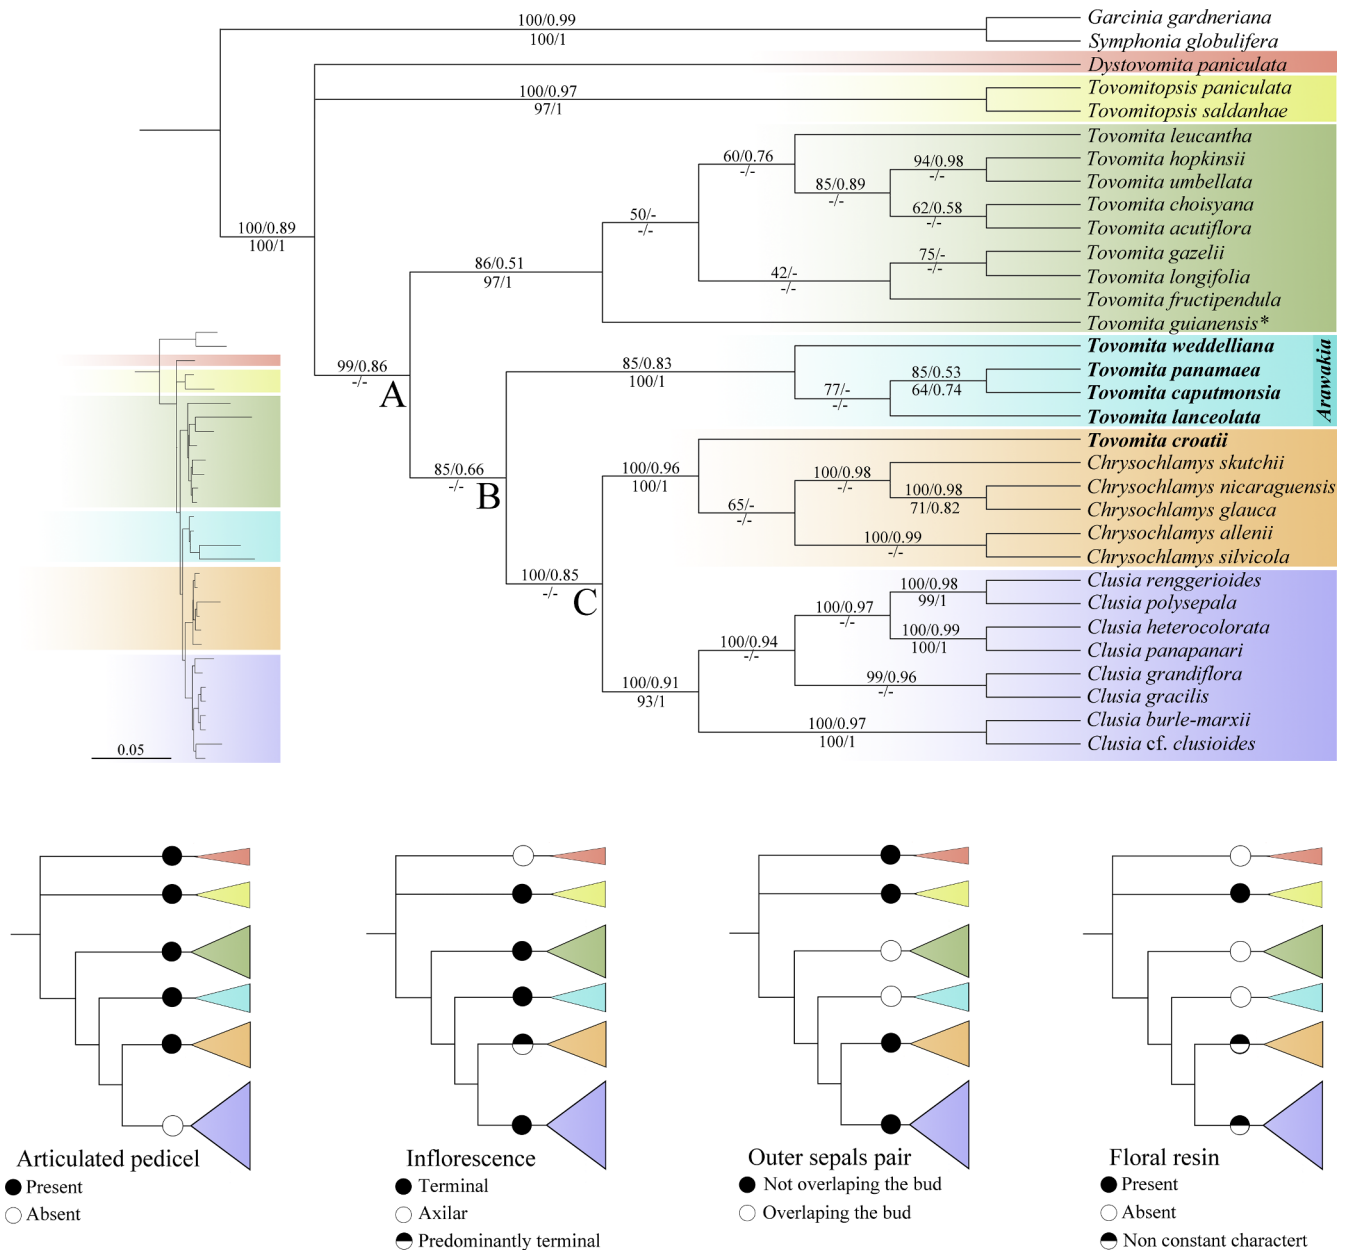 100/0.99
100/1
Garcinia gardneriana
Symphonia globulifera
Dystovomita paniculata
100/0.97
97/1
Tovomitopsis paniculata
Tovomitopsis saldanhae
100/0.89
100/1
Tovomita leucantha
60/0.76
-/-
94/0.98
-/-
Tovomita hopkinsii
Tovomita umbellata
85/0.89
-/-
62/0.58
-/-
Tovomita choisyana
Tovomita acutiflora
50/-
-/-
75/-
-/-
Tovomita gazelii
Tovomita longifolia
42/-
-/-
Tovomita fructipendula
86/0.51
97/1
Tovomita guianensis*
99/0.86
-/-
A
85/0.83
100/1
Tovomita weddelliana
85/0.53
64/0.74
Tovomita panamaea
Tovomita caputmonsia
77/-
-/-
Tovomita lanceolata
Arawakia
85/0.66
-/-
B
100/0.96
100/1
Tovomita croatii
100/0.98
-/-
Chrysochlamys skutchii
100/0.98
71/0.82
Chrysochlamys nicaraguensis
Chrysochlamys glauca
65/-
-/-
100/0.99
-/-
Chrysochlamys allenii
Chrysochlamys silvicola
100/0.85
-/-
C
100/0.98
99/1
Clusia renggerioides
Clusia polysepala
100/0.97
-/-
100/0.99
100/1
Clusia heterocolorata
Clusia panapanari
100/0.94
-/-
99/0.96
-/-
Clusia grandiflora
Clusia gracilis
100/0.91
93/1
100/0.97
100/1
Clusia burle-marxii
Clusia cf. clusioides
0.05
Articulated pedicel
Present
Absent
Inflorescence
Terminal
Axilar
Predominantly terminal
Outer sepals pair
Not overlaping the bud
Overlaping the bud
Floral resin
Present
Absent
Non constant charactert